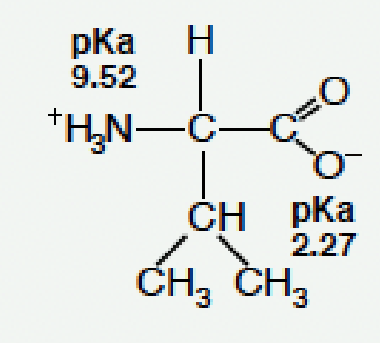 pKa
9.52
H
⁺H₃N C C O
O⁻
CH
pKa
2.27
CH₃ CH₃